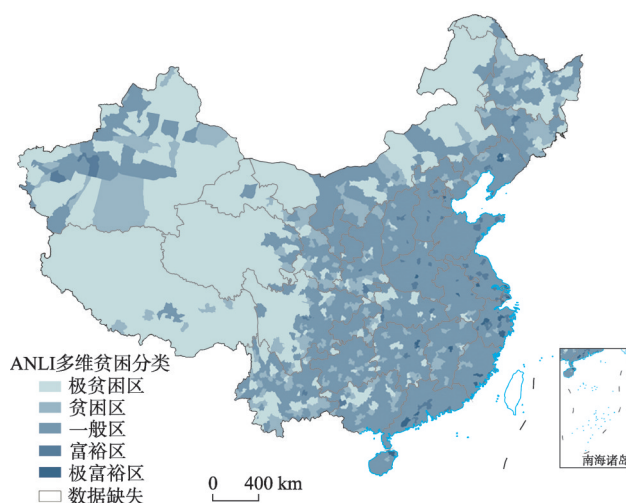 ANLI多维贫困分类
极贫困区
贫困区
一般区
富裕区
极富裕区
数据缺失
0 400 km
南海诸岛